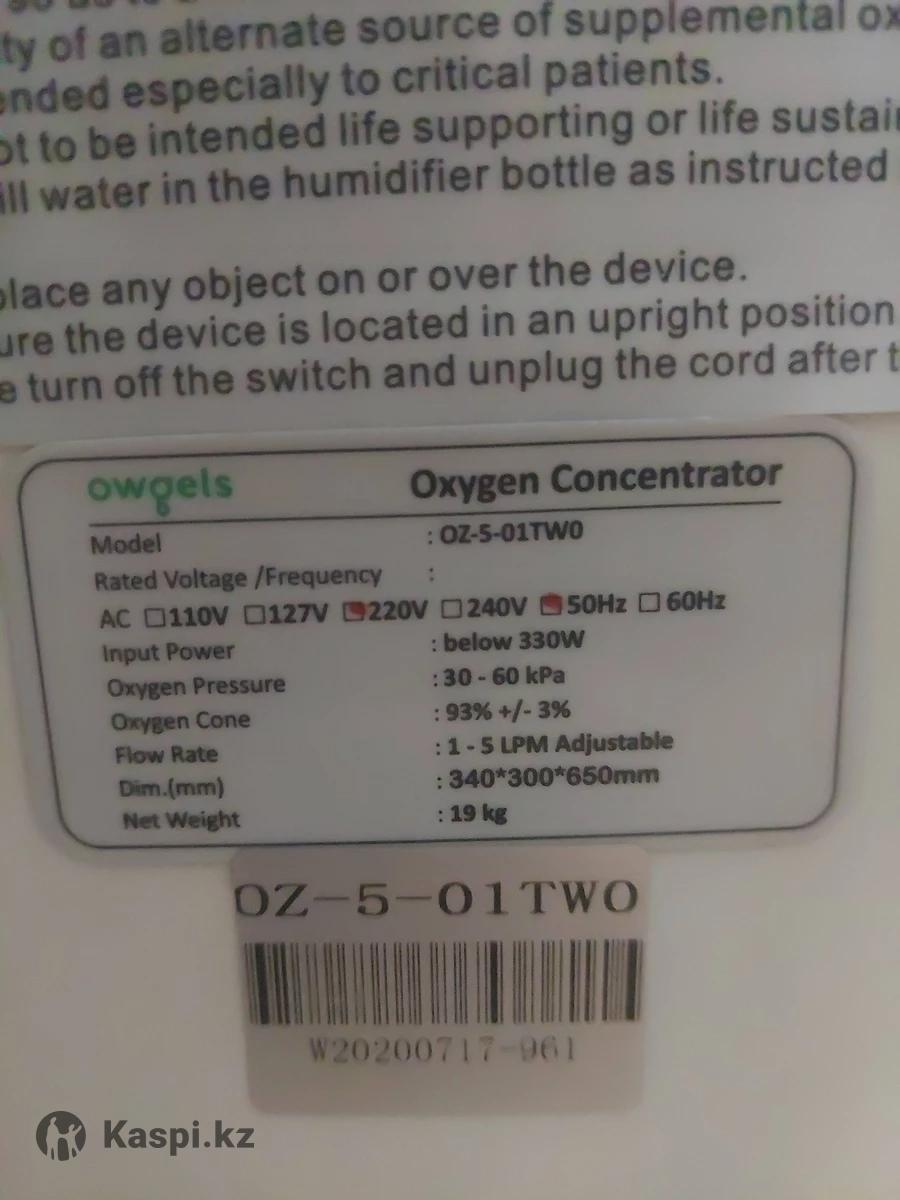 ty of an alternate source of supplemental ox
ended especially to critical patients.
ot to be intended life supporting or life sustain
ill water in the humidifier bottle as instructed
place any object on or over the device.
ure the device is located in an upright position
e turn off the switch and unplug the cord after t
owgels Oxygen Concentrator
Model : OZ-5-01TW0
Rated Voltage /Frequency :
AC ☐110V ☐127V ☑220V ☐240V ☑50Hz ☐60Hz
Input Power : below 330W
Oxygen Pressure : 30 - 60 kPa
Oxygen Cone : 93% +/- 3%
Flow Rate : 1 - 5 LPM Adjustable
Dim.(mm) : 340*300*650mm
Net Weight : 19 kg
OZ-5-01TWO
W20200717-961
Kaspi.kz